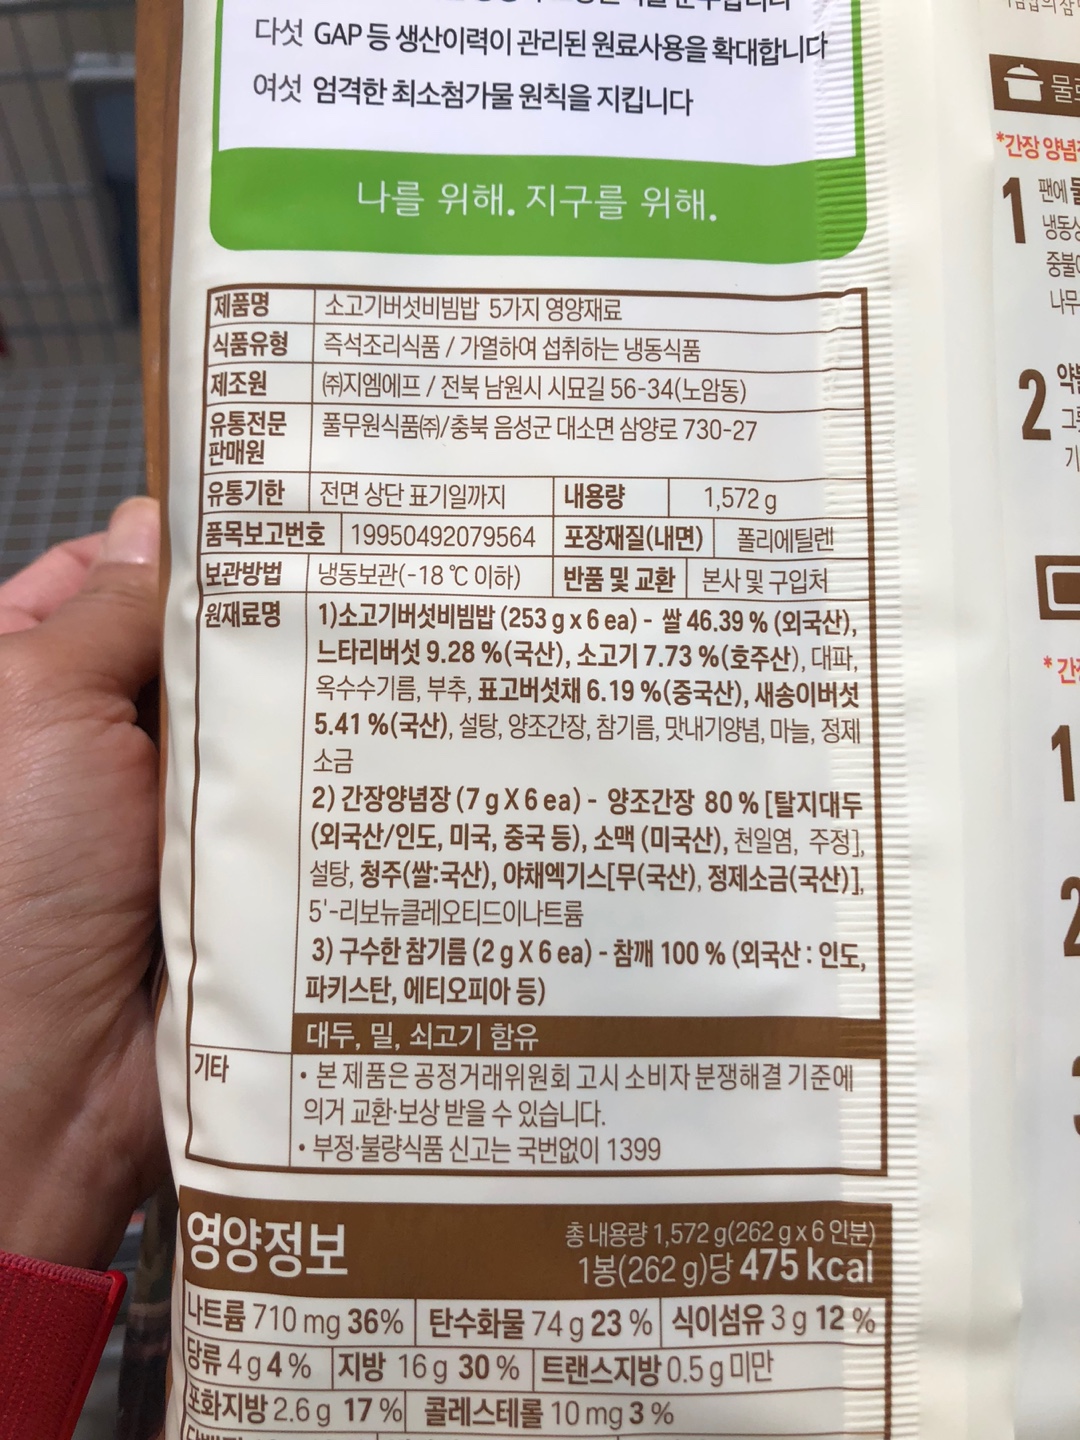 다섯 GAP 등 생산이력이 관리된 원료사용을 확대합니다
여섯 엄격한 최소첨가물 원칙을 지킵니다
나를 위해. 지구를 위해.
제품명 소고기버섯비빔밥 5가지 영양재료
식품유형 즉석조리식품 / 가열하여 섭취하는 냉동식품
제조원 ㈜지엠에프 / 전북 남원시 시묘길 56-34(노암동)
유통전문
판매원
풀무원식품㈜/충북 음성군 대소면 삼양로 730-27
유통기한 전면 상단 표기일까지 내용량 1,572 g
품목보고번호 19950492079564 포장재질(내면) 폴리에틸렌
보관방법 냉동보관(-18 ℃ 이하) 반품 및 교환 본사 및 구입처
원재료명 1)소고기버섯비빔밥 (253 g x 6 ea) - 쌀 46.39 % (외국산),
느타리버섯 9.28 %(국산), 소고기 7.73 %(호주산), 대파,
옥수수기름, 부추, 표고버섯채 6.19 %(중국산), 새송이버섯
5.41 %(국산), 설탕, 양조간장, 참기름, 맛내기양념, 마늘, 정제
소금
2) 간장양념장 (7 g X 6 ea) - 양조간장 80 % [탈지대두
(외국산/인도, 미국, 중국 등), 소맥 (미국산), 천일염, 주정],
설탕, 청주(쌀:국산), 야채엑기스[무(국산), 정제소금(국산)],
5'-리보뉴클레오티드이나트륨
3) 구수한 참기름 (2 g X 6 ea) - 참깨 100 % (외국산 : 인도,
파키스탄, 에티오피아 등)
대두, 밀, 쇠고기 함유
기타 • 본 제품은 공정거래위원회 고시 소비자 분쟁해결 기준에
의거 교환·보상 받을 수 있습니다.
• 부정·불량식품 신고는 국번없이 1399
영양정보
총 내용량 1,572 g(262 g x 6 인분)
1봉(262 g)당 475 kcal
나트륨 710 mg 36% 탄수화물 74 g 23 % 식이섬유 3 g 12 %
당류 4 g 4 % 지방 16 g 30 % 트랜스지방 0.5 g 미만
포화지방 2.6 g 17 % 콜레스테롤 10 mg 3 %
*간장 양념
1 팬에
중불
나무
2
기
1
2